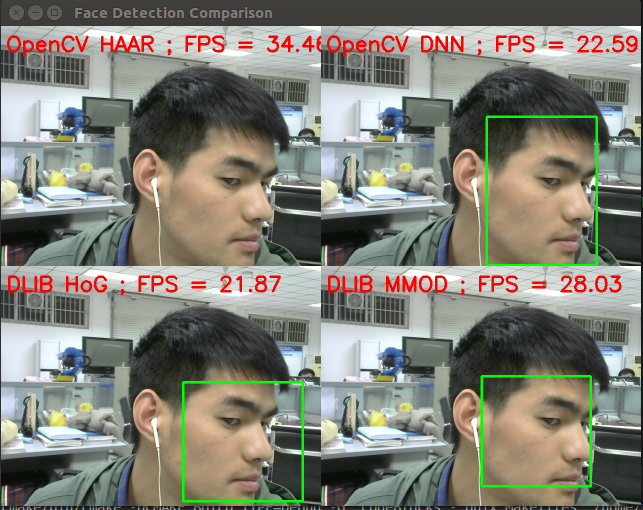 Face Detection Comparison
OpenCV HAAR ; FPS = 34.46
OpenCV DNN ; FPS = 22.59
DLIB HoG ; FPS = 21.87
DLIB MMOD ; FPS = 28.03